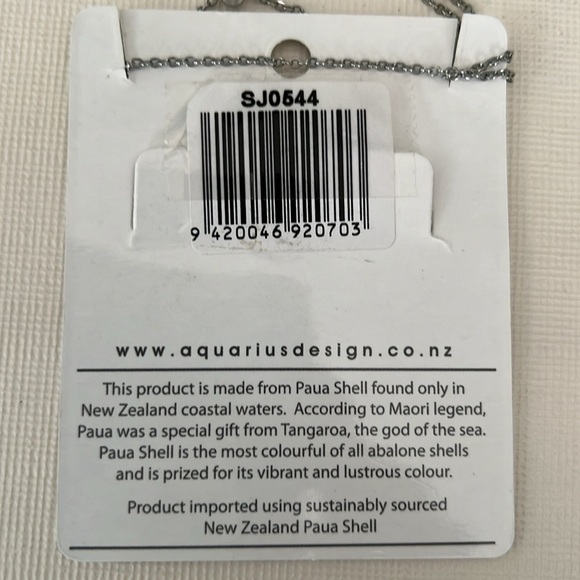 SJ0544
9 420046 920703
www.aquariusdesign.co.nz
This product is made from Paua Shell found only in
New Zealand coastal waters. According to Maori legend,
Paua was a special gift from Tangaroa, the god of the sea.
Paua Shell is the most colourful of all abalone shells
and is prized for its vibrant and lustrous colour.
Product imported using sustainably sourced
New Zealand Paua Shell